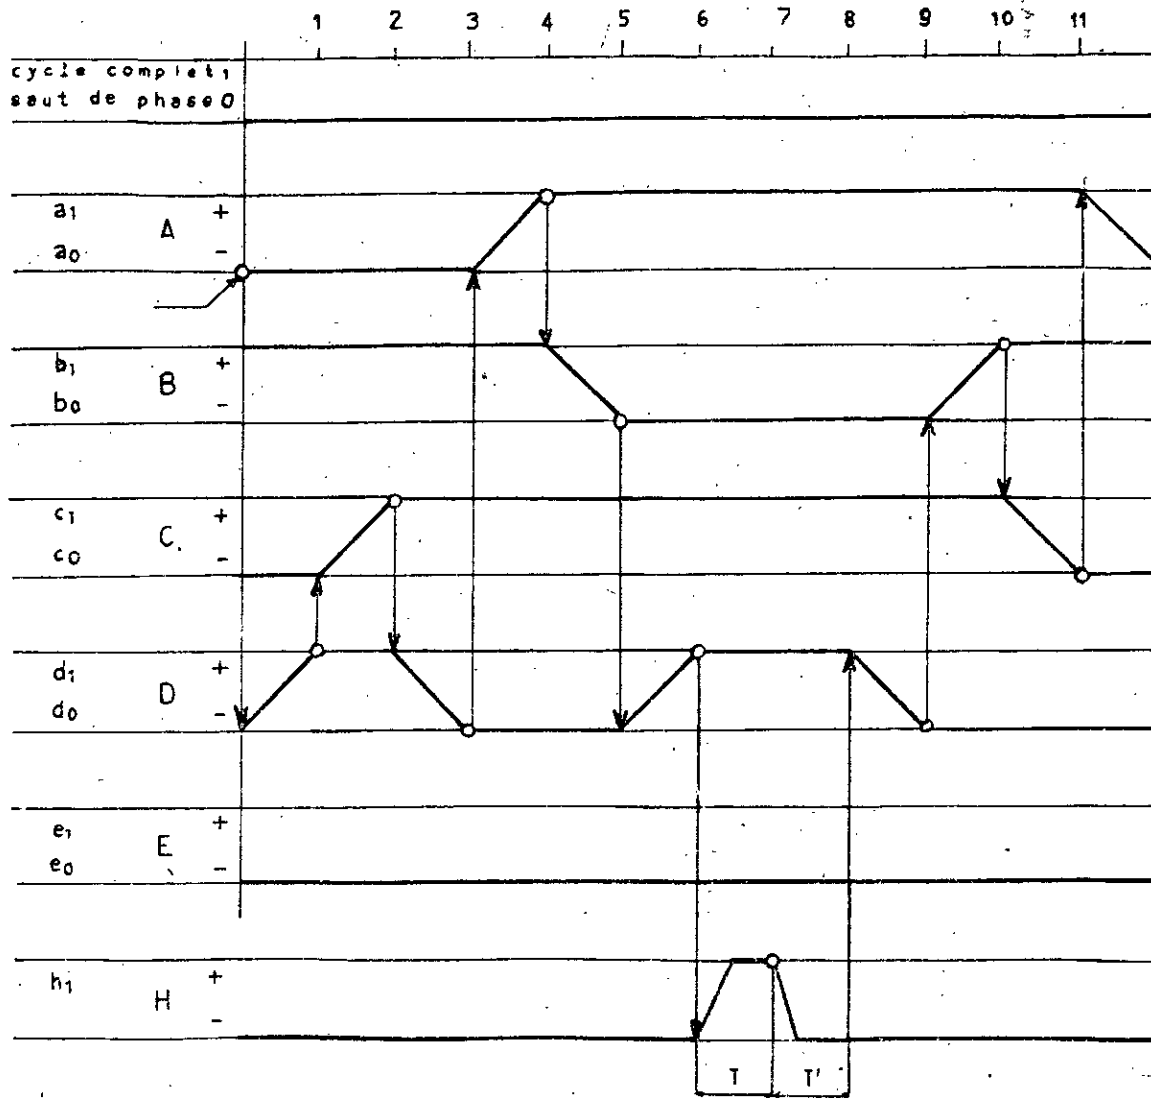 1 2 3 4 5 6 7 8 9 10 11
cycle complet 1
saut de phase 0
a1 A +
a0 -
b1 B +
b0 -
c1 C +
c0 -
d1 D +
d0 -
e1 E +
e0 -
h1 H +
-
T T'